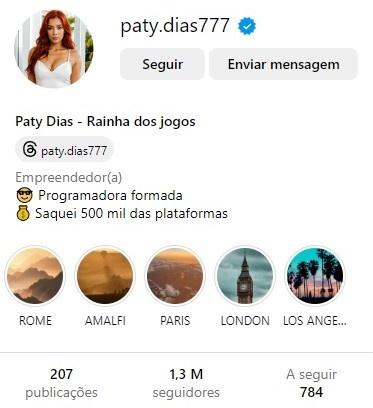 paty.dias777
Seguir
Enviar mensagem
Paty Dias - Rainha dos jogos
paty.dias777
Empreendedor(a)
😎 Programadora formada
💰 Saquei 500 mil das plataformas
ROME
AMALFI
PARIS
LONDON
LOS ANGE...
207
publicações
1,3 M
seguidores
A seguir
784